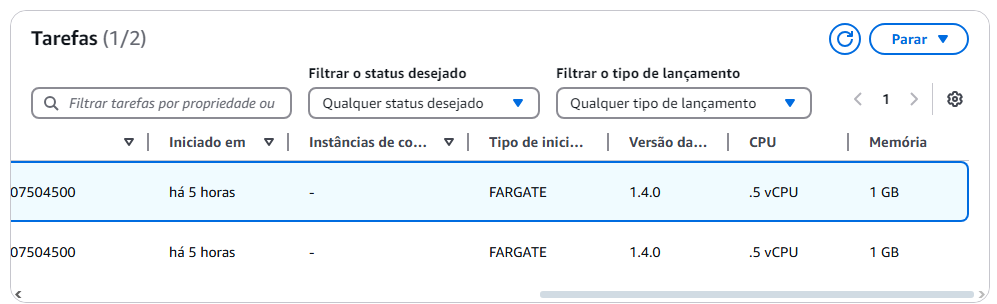 Tarefas (1/2)
Parar
Filtrar o status desejado
Filtrar o tipo de lançamento
Filtrar tarefas por propriedade ou
Qualquer status desejado
Qualquer tipo de lançamento
1
Iniciado em
Instâncias de co...
Tipo de inici...
Versão da...
CPU
Memória
07504500 há 5 horas - FARGATE 1.4.0 .5 vCPU 1 GB
07504500 há 5 horas - FARGATE 1.4.0 .5 vCPU 1 GB